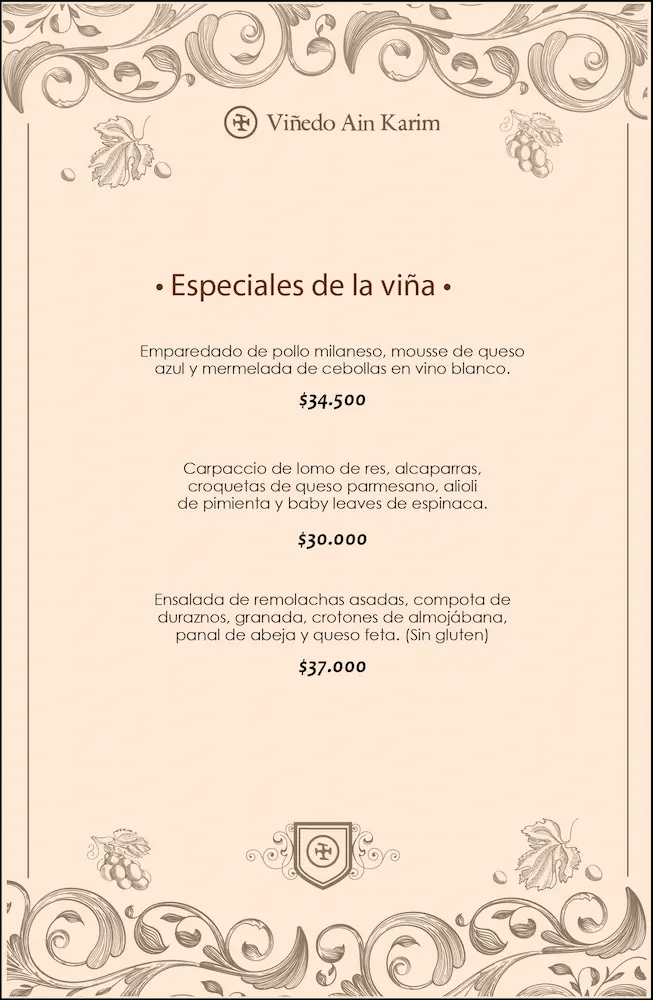 Viñedo Ain Karim
• Especiales de la viña •
Emparedado de pollo milaneso, mousse de queso
azul y mermelada de cebollas en vino blanco.
$34.500
Carpaccio de lomo de res, alcaparras,
croquetas de queso parmesano, alioli
de pimienta y baby leaves de espinaca.
$30.000
Ensalada de remolachas asadas, compota de
duraznos, granada, crotones de almojábana,
panal de abeja y queso feta. (Sin gluten)
$37.000